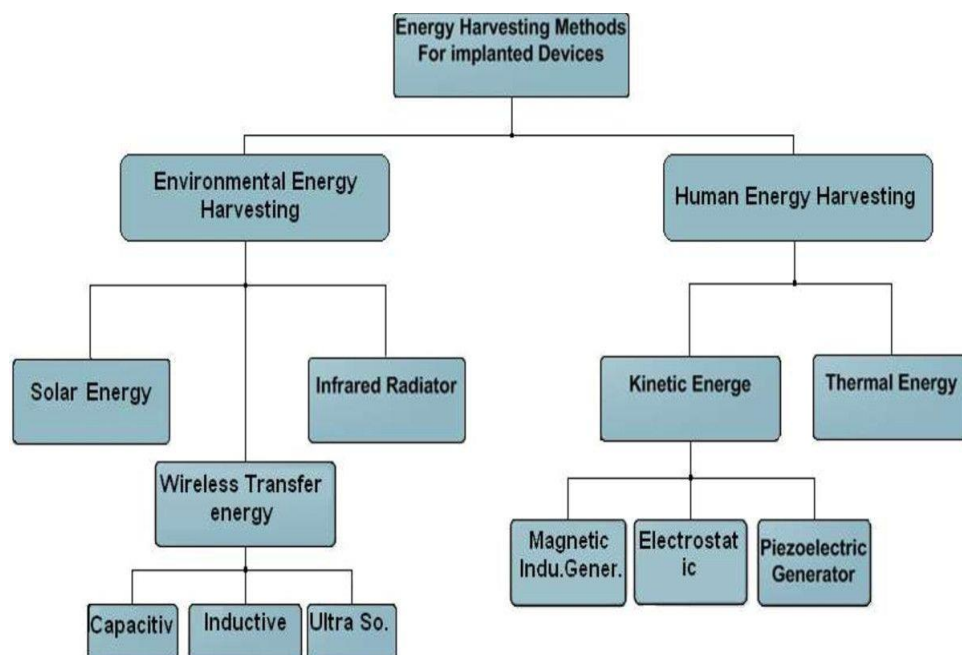 Energy Harvesting Methods
For implanted Devices
Environmental Energy
Harvesting
Human Energy Harvesting
Solar Energy
Infrared Radiator
Kinetic Energe
Thermal Energy
Wireless Transfer
energy
Magnetic
Indu.Gener.
Electrostat
ic
Piezoelectric
Generator
Capacitiv
Inductive
Ultra So.